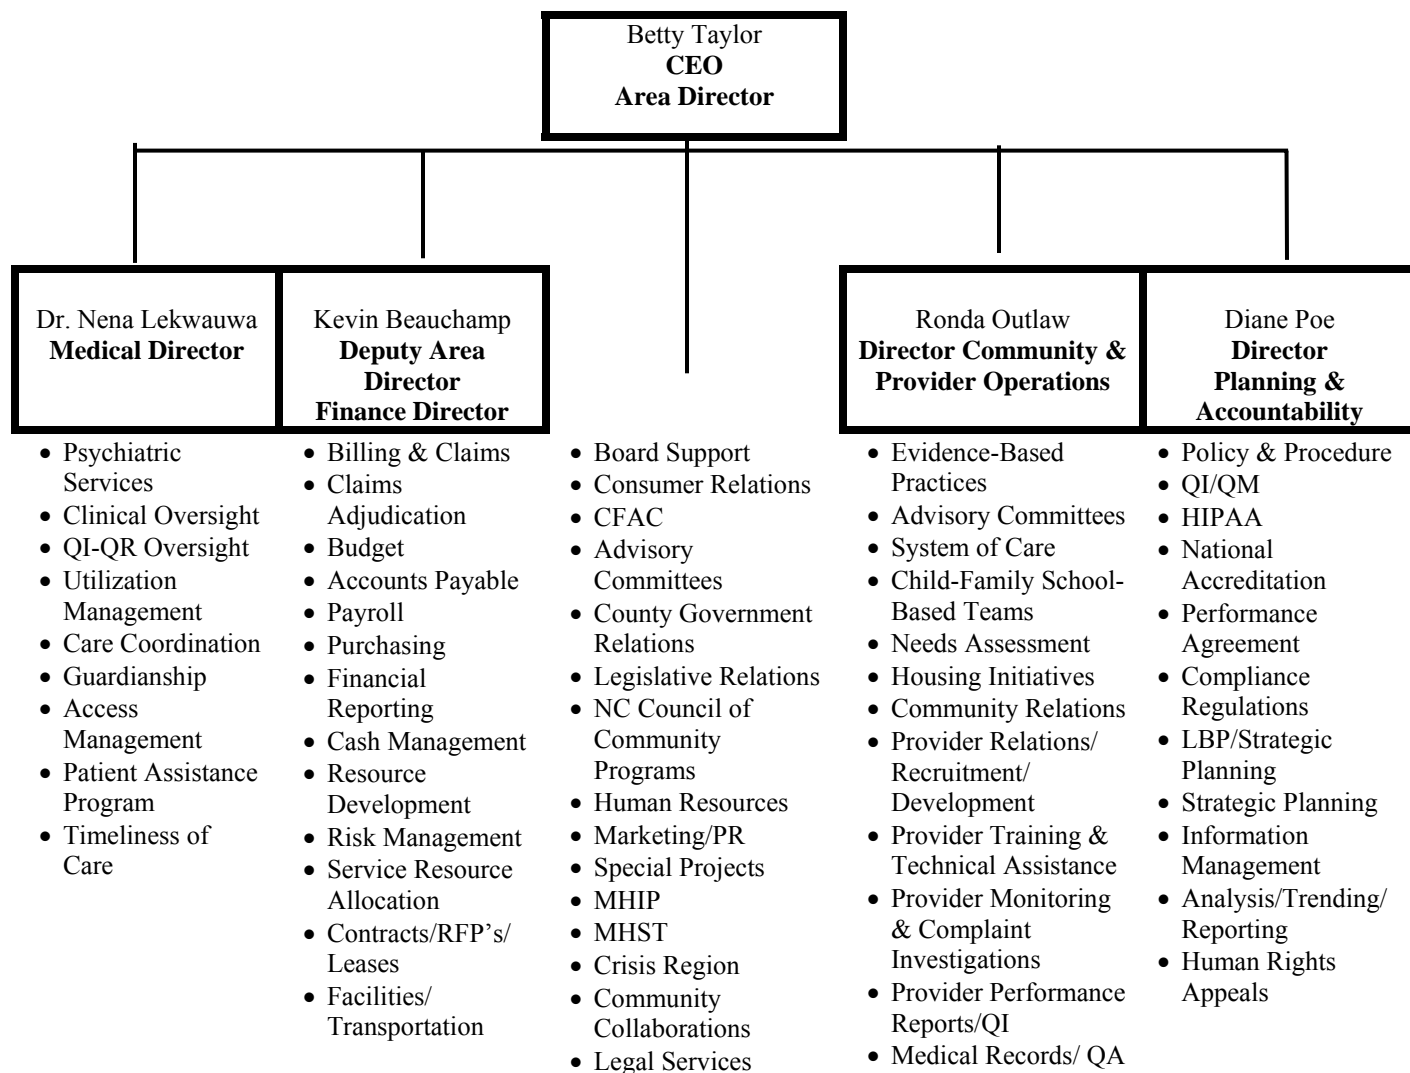 Betty Taylor
CEO
Area Director
Dr. Nena Lekwauwa
Medical Director
Kevin Beauchamp
Deputy Area
Director
Finance Director
Ronda Outlaw
Director Community &
Provider Operations
Diane Poe
Director
Planning &
Accountability
• Psychiatric
Services
• Clinical Oversight
• QI-QR Oversight
• Utilization
Management
• Care Coordination
• Guardianship
• Access
Management
• Patient Assistance
Program
• Timeliness of
Care
• Billing & Claims
• Claims
Adjudication
• Budget
• Accounts Payable
• Payroll
• Purchasing
• Financial
Reporting
• Cash Management
• Resource
Development
• Risk Management
• Service Resource
Allocation
• Contracts/RFP's/
Leases
• Facilities/
Transportation
• Board Support
• Consumer Relations
• CFAC
• Advisory
Committees
• County Government
Relations
• Legislative Relations
• NC Council of
Community
Programs
• Human Resources
• Marketing/PR
• Special Projects
• MHIP
• MHST
• Crisis Region
• Community
Collaborations
• Legal Services
• Evidence-Based
Practices
• Advisory Committees
• System of Care
• Child-Family School-
Based Teams
• Needs Assessment
• Housing Initiatives
• Community Relations
• Provider Relations/
Recruitment/
Development
• Provider Training &
Technical Assistance
• Provider Monitoring
& Complaint
Investigations
• Provider Performance
Reports/QI
• Medical Records/ QA
• Policy & Procedure
• QI/QM
• HIPAA
• National
Accreditation
• Performance
Agreement
• Compliance
Regulations
• LBP/Strategic
Planning
• Strategic Planning
• Information
Management
• Analysis/Trending/
Reporting
• Human Rights
Appeals